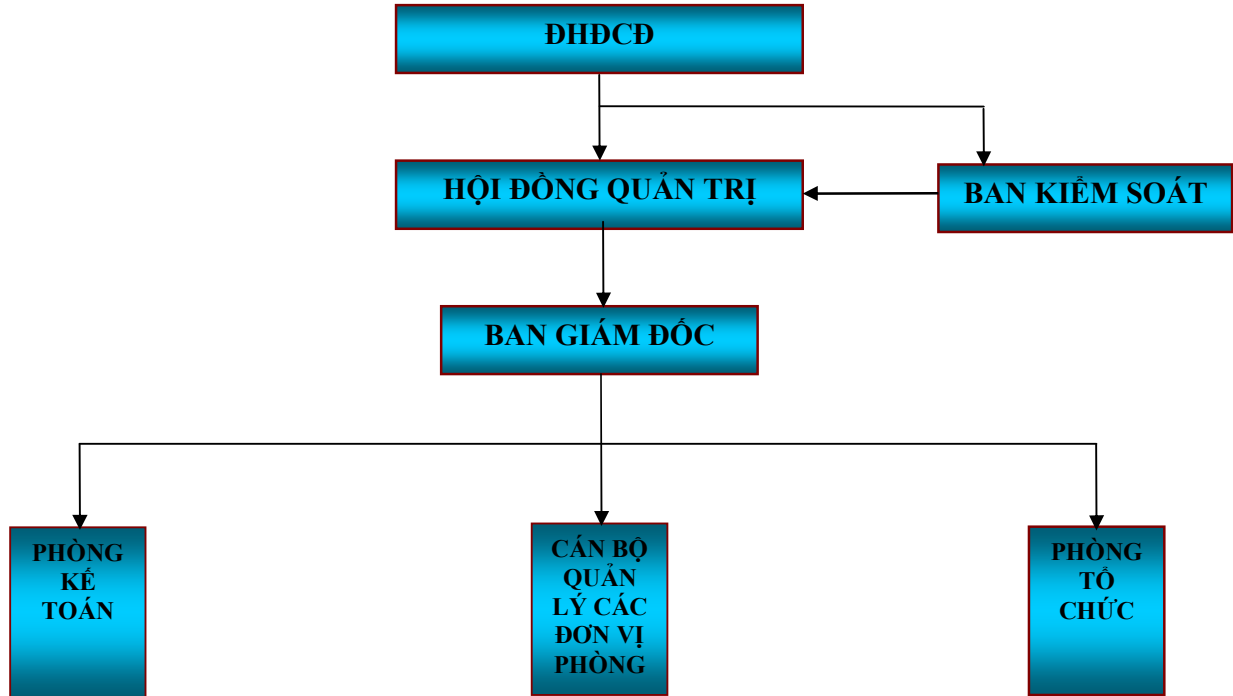 ĐHĐCĐ
HỘI ĐỒNG QUẢN TRỊ
BAN KIỂM SOÁT
BAN GIÁM ĐỐC
PHÒNG
KẾ
TOÁN
CÁN BỘ
QUẢN
LÝ CÁC
ĐƠN VỊ
PHÒNG
PHÒNG
TỔ
CHỨC